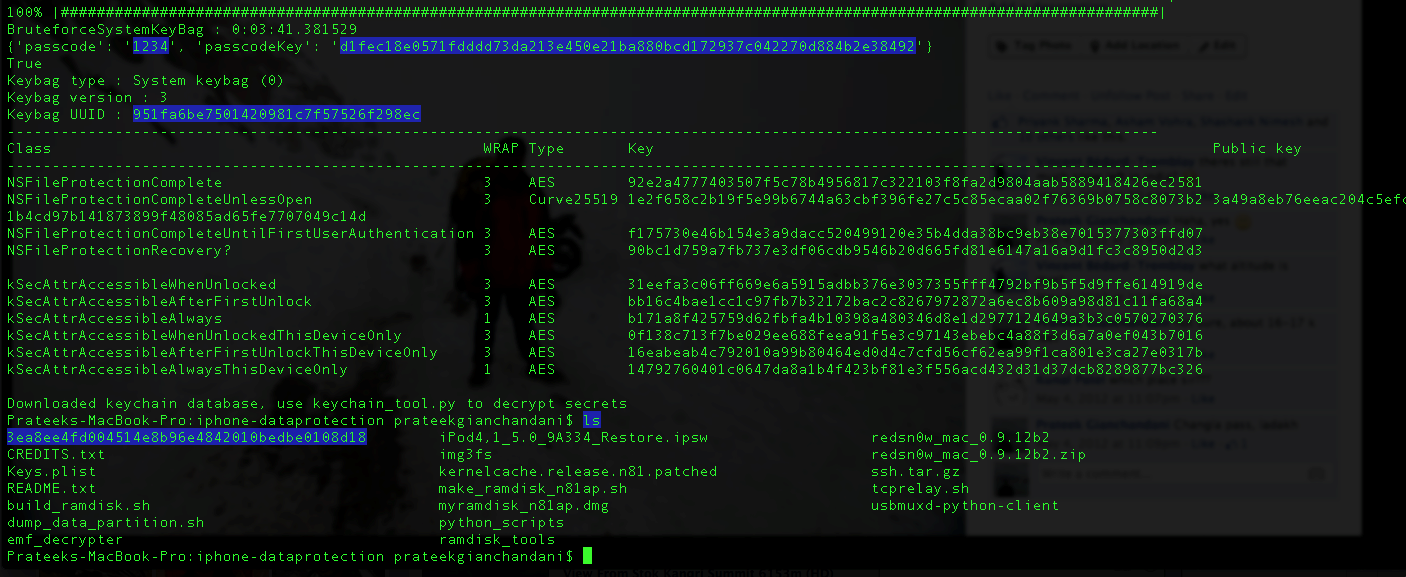 100% |##########################################################################################################################|
BruteforceSystemKeyBag : 0:03:41.381529
{'passcode': '1234', 'passcodeKey': 'd1fec18e0571fdddd73da213e450e21ba880bcd172937c042270d884b2e38492'}
True
Keybag type : System keybag (0)
Keybag version : 3
Keybag UUID : 951fa6be7501420981c7f57526f298ec
--------------------------------------------------------------------------------------------------------------------------------
Class WRAP Type Key Public key
--------------------------------------------------------------------------------------------------------------------------------
NSFileProtectionComplete 3 AES 92e2a4777403507f5c78b4956817c322103f8fa2d9804aab5889418426ec2581
NSFileProtectionCompleteUnlessOpen 3 Curve25519 1e2f658c2b19f5e99b6744a63cbf396fe27c5c85ecaa02f76369b0758c8073b2 3a49a8eb76eeac204c5efc
1b4cd97b141873899f48085ad65fe7707049c14d
NSFileProtectionCompleteUntilFirstUserAuthentication 3 AES f175730e46b154e3a9dacc520499120e35b4dda38bc9eb38e7015377303ffd07
NSFileProtectionRecovery? 3 AES 90bc1d759a7fb737e3df06cdb9546b20d665fd81e6147a16a9d1fc3c8950d2d3
kSecAttrAccessibleWhenUnlocked 3 AES 31eefa3c06ff669e6a5915adbb376e3037355fff4792bf9b5f5d9ffe614919de
kSecAttrAccessibleAfterFirstUnlock 3 AES bb16c4bae1cc1c97fb7b32172bac2c8267972872a6ec8b609a98d81c11fa68a4
kSecAttrAccessibleAlways 1 AES b171a8f425759d62fbfa4b10398a480346d8e1d2977124649a3b3c0570270376
kSecAttrAccessibleWhenUnlockedThisDeviceOnly 3 AES 0f138c713f7be029ee688feea91f5e3c97143ebebc4a88f3d6a7a0ef043b7016
kSecAttrAccessibleAfterFirstUnlockThisDeviceOnly 3 AES 16eabeab4c792010a99b80464ed0d4c7cfd56cf62ea99f1ca801e3ca27e0317b
kSecAttrAccessibleAlwaysThisDeviceOnly 1 AES 14792760401c0647da8a1b4f423bf81e3f556acd432d31d37dcb8289877bc326
Downloaded keychain database, use keychain_tool.py to decrypt secrets
Prateeks-MacBook-Pro:iphone-dataprotection prateekgianchandani$ ls
3ea8ee4fd004514e8b96e4842010bedbe0108d18 iPod4,1_5.0_9A334_Restore.ipsw redsn0w_mac_0.9.12b2
CREDITS.txt img3fs redsn0w_mac_0.9.12b2.zip
Keys.plist kernelcache.release.n81.patched ssh.tar.gz
README.txt make_ramdisk_n81ap.sh tcprelay.sh
build_ramdisk.sh myramdisk_n81ap.dmg usbmuxd-python-client
dump_data_partition.sh python_scripts
emf_decrypter ramdisk_tools
Prateeks-MacBook-Pro:iphone-dataprotection prateekgianchandani$